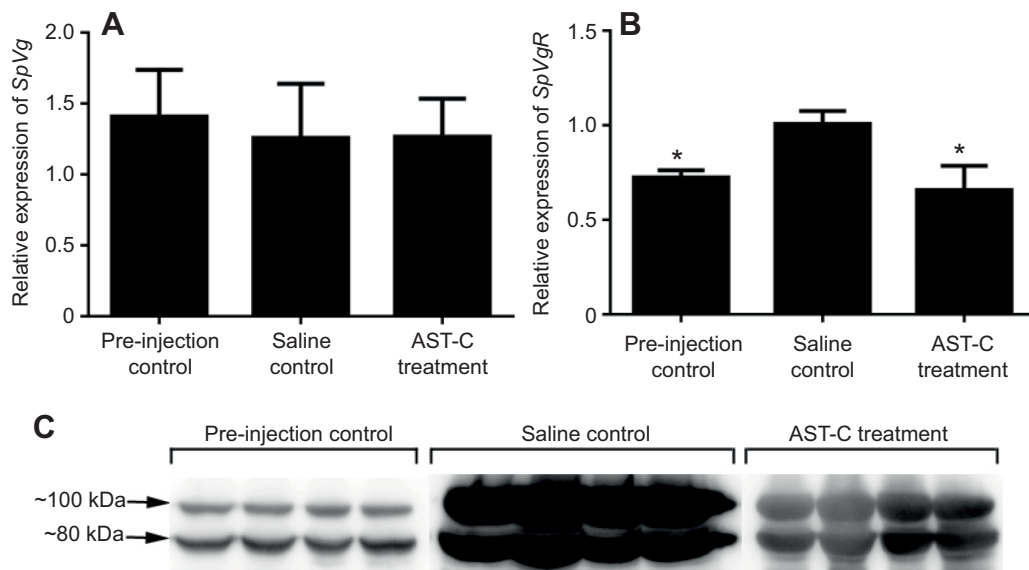 A
Relative expression of SpVg
2.0
1.5
1.0
0.5
0
Pre-injection
control
Saline
control
AST-C
treatment
B
Relative expression of SpVgR
1.5
1.0
0.5
0
*
*
Pre-injection
control
Saline
control
AST-C
treatment
C
Pre-injection control
Saline control
AST-C treatment
~100 kDa
~80 kDa